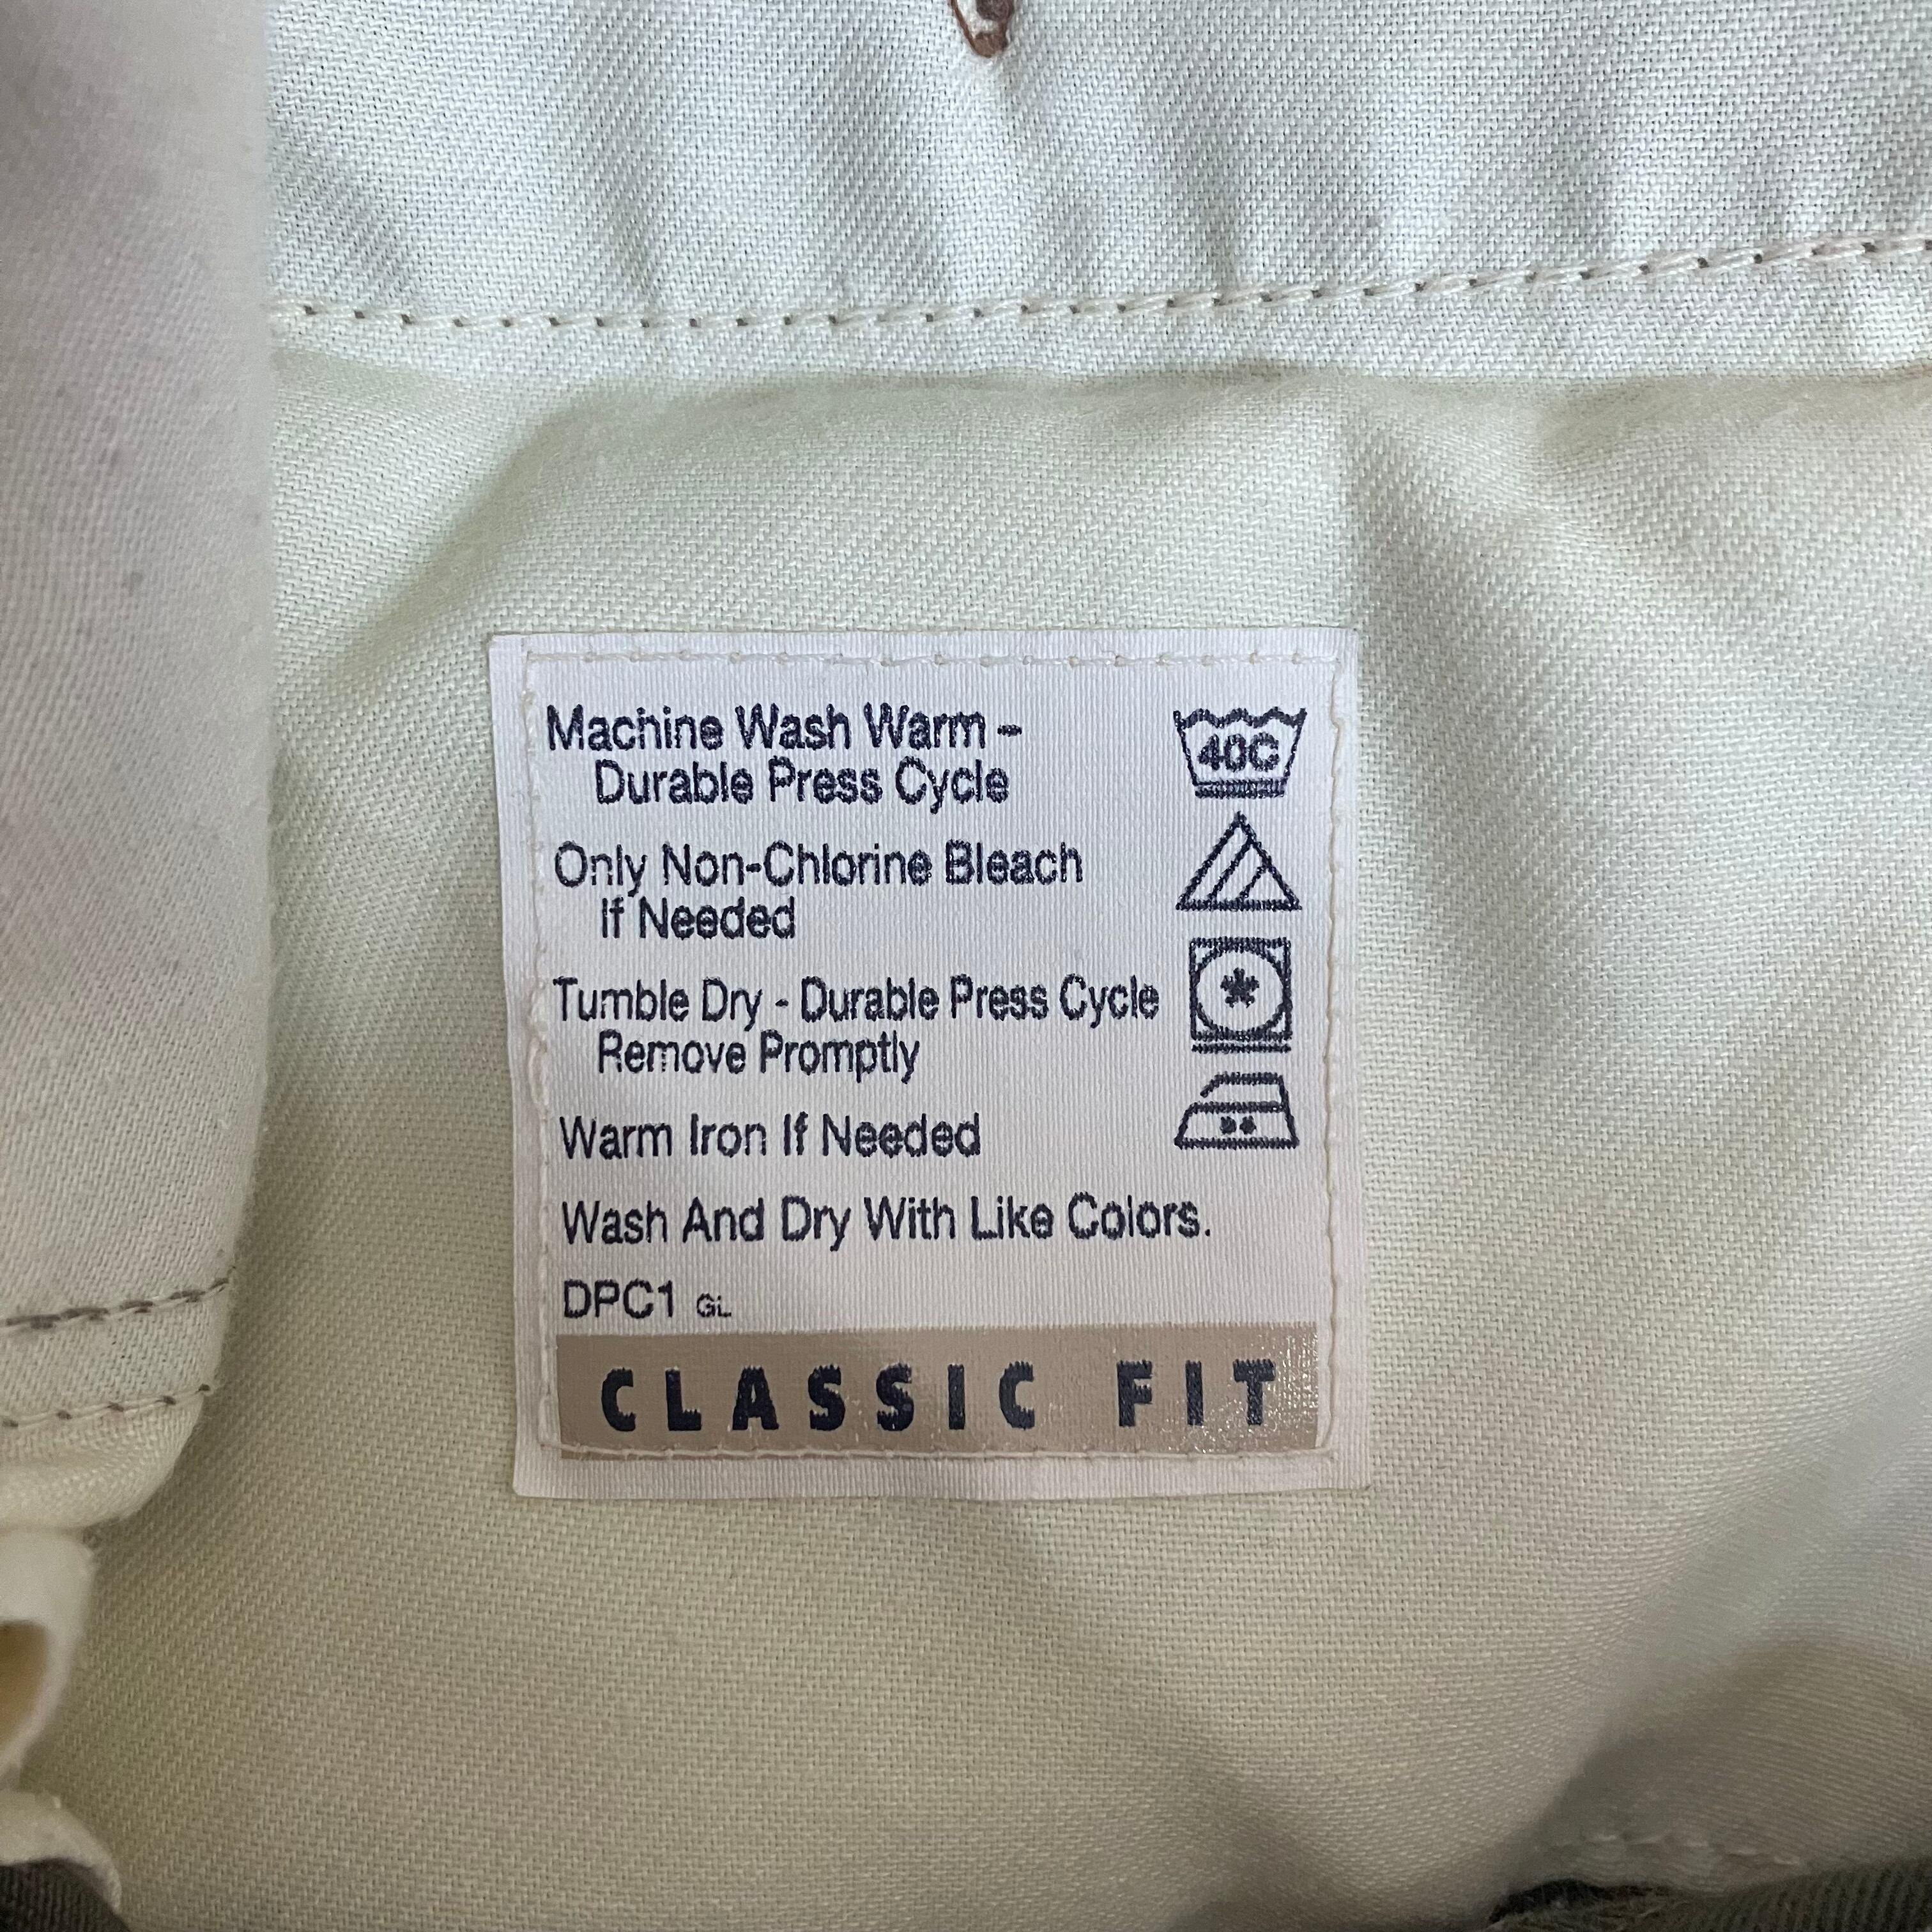 Machine Wash Warm –
Durable Press Cycle
40C
Only Non-Chlorine Bleach
If Needed
Tumble Dry - Durable Press Cycle
Remove Promptly
Warm Iron If Needed
Wash And Dry With Like Colors.
DPC1 GL
CLASSIC FIT